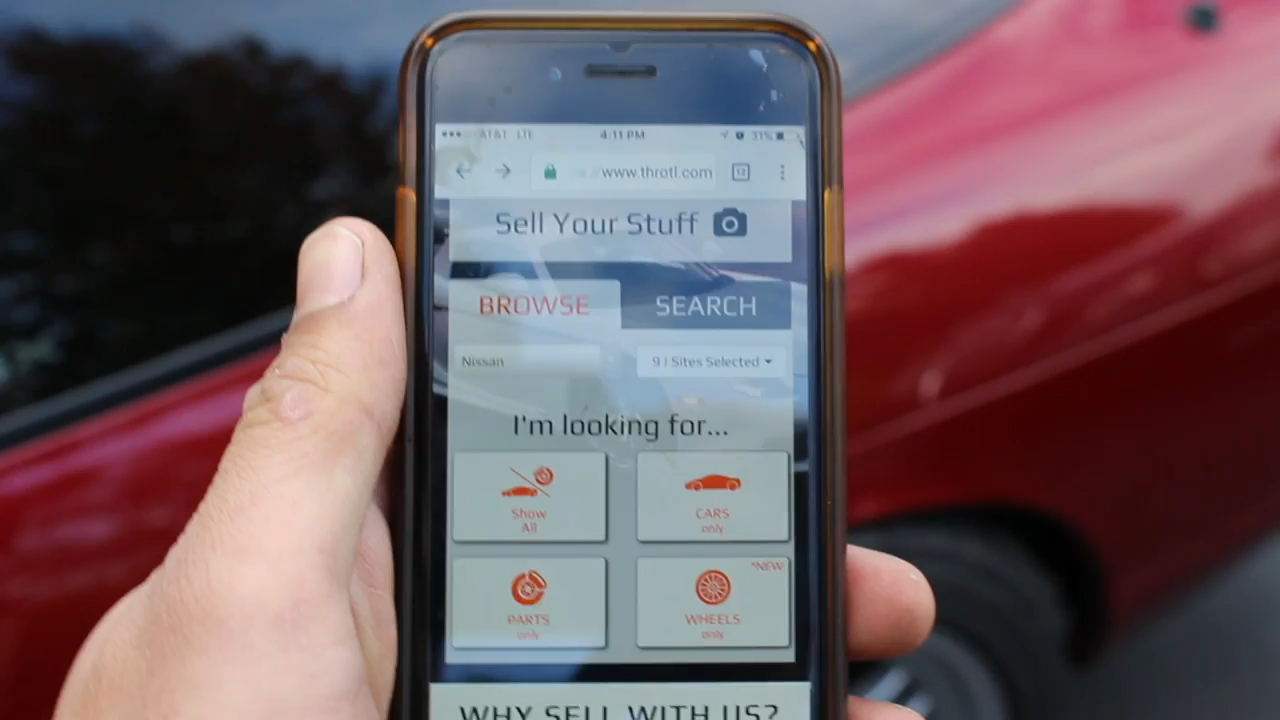 AT&T LTE 4:11 PM 31%
www.throtl.com 12
Sell Your Stuff
BROWSE SEARCH
Nissan 9 | Sites Selected
I'm looking for...
Show
All
CARS
only
PARTS
only
*NEW
WHEELS
only
WHY SELL WITH US?